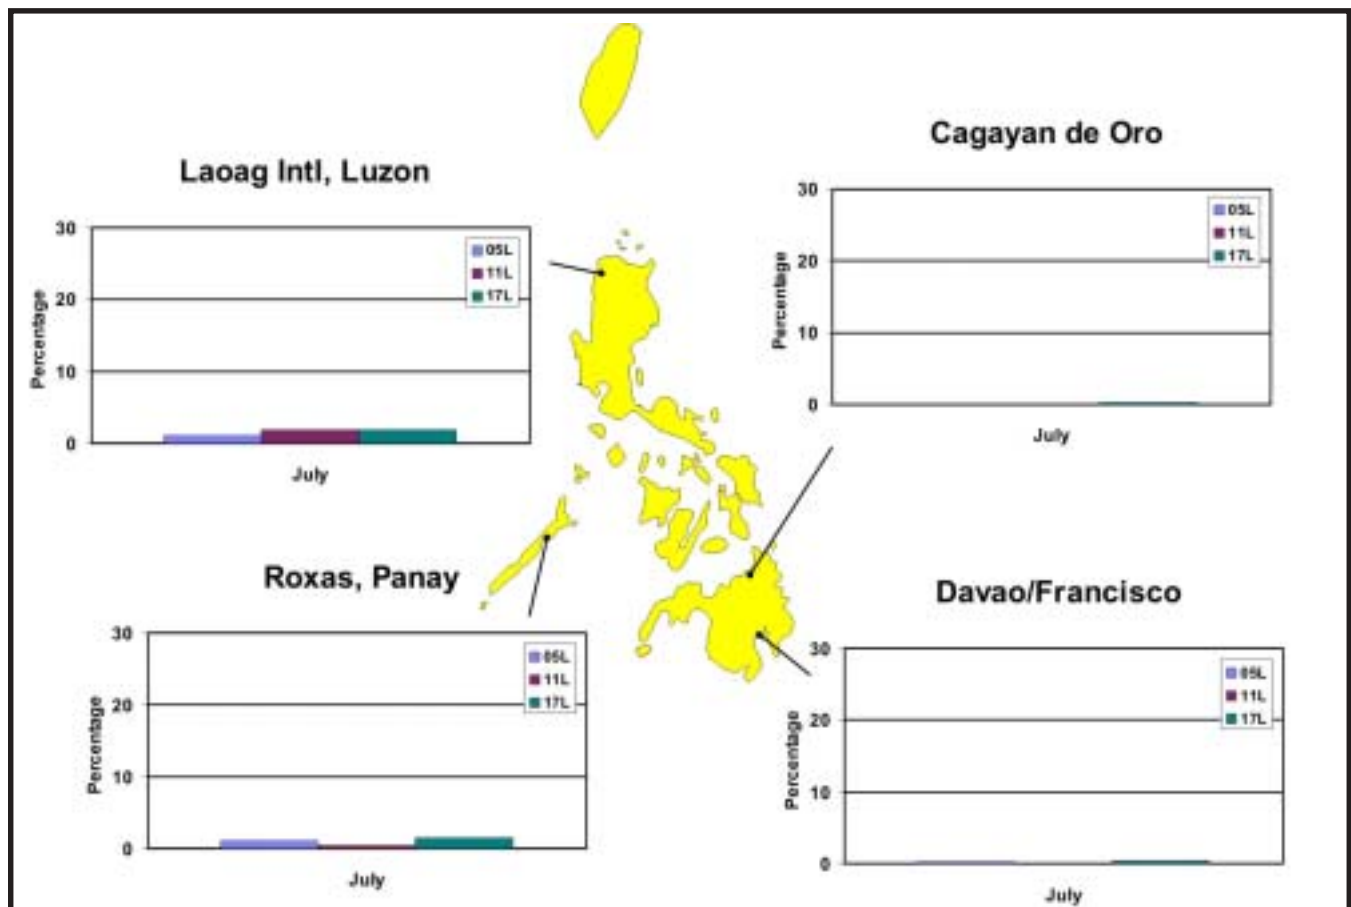 Laoag Intl, Luzon
30
20
10
0
Percentage
July
05L
11L
17L
Cagayan de Oro
30
20
10
0
Percentage
July
05L
11L
17L
Roxas, Panay
30
20
10
0
Percentage
July
05L
11L
17L
Davao/Francisco
30
20
10
0
Percentage
July
05L
11L
17L